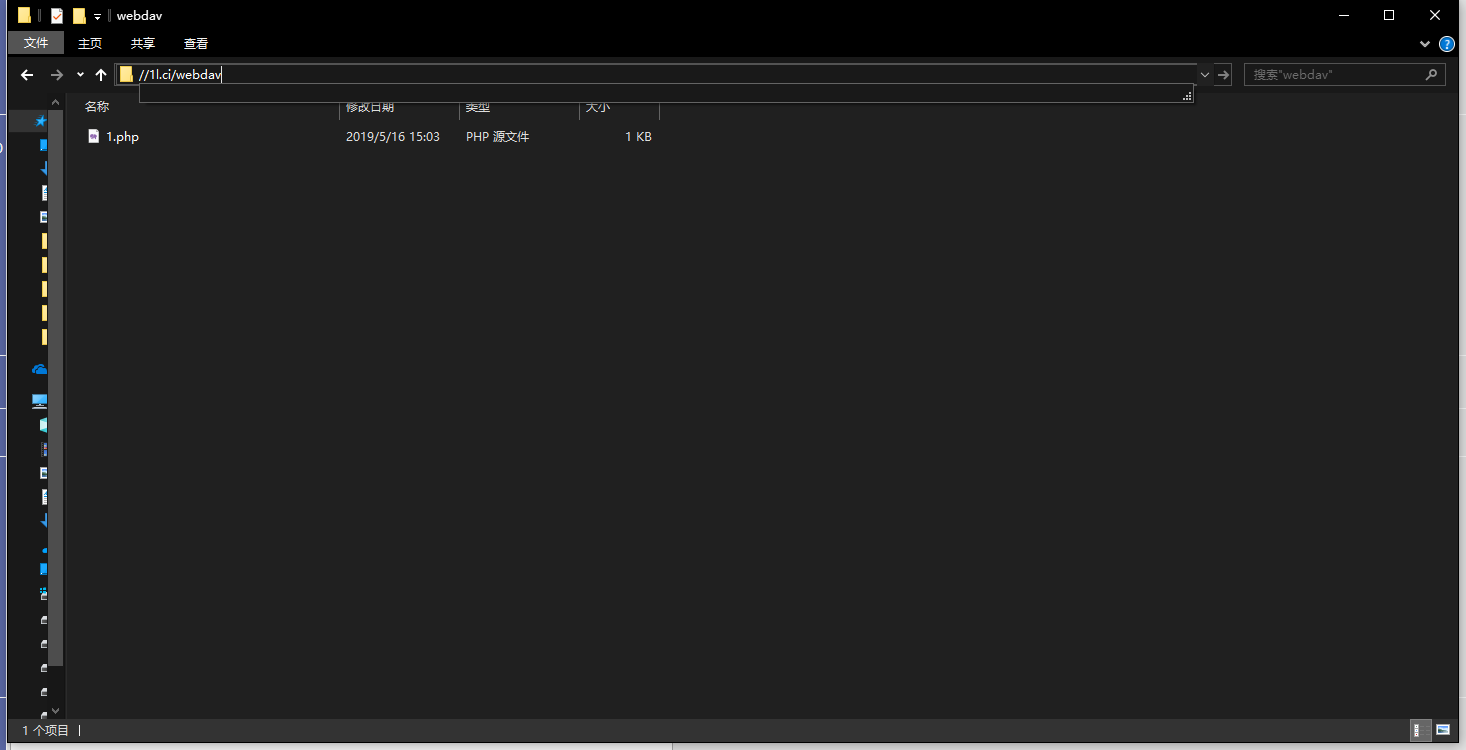 webdav
文件 主页 共享 查看
//1l.ci/webdav
搜索"webdav"
名称 修改日期 类型 大小
1.php 2019/5/16 15:03 PHP 源文件 1 KB
1 个项目